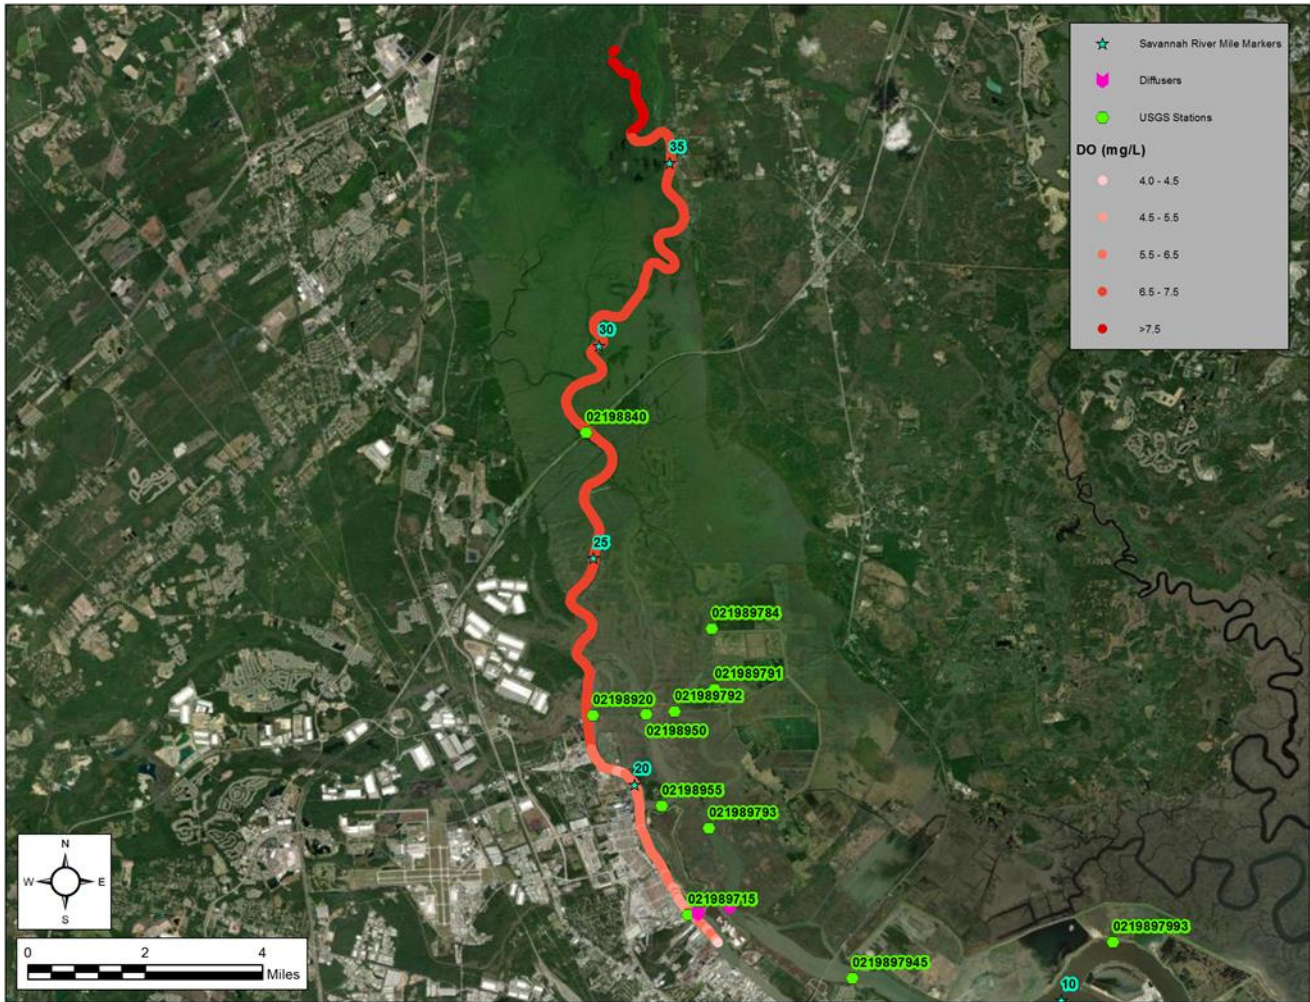 Savannah River Mile Markers
Diffusers
USGS Stations
DO (mg/L)
4.0 - 4.5
4.5 - 5.5
5.5 - 6.5
6.5 - 7.5
>7.5
35
30
02198840
25
021989784
021989791
021989792
02198920
02198950
20
02198955
021989793
021989715
0219897993
0219897945
10
N
W E
S
0 2 4
Miles